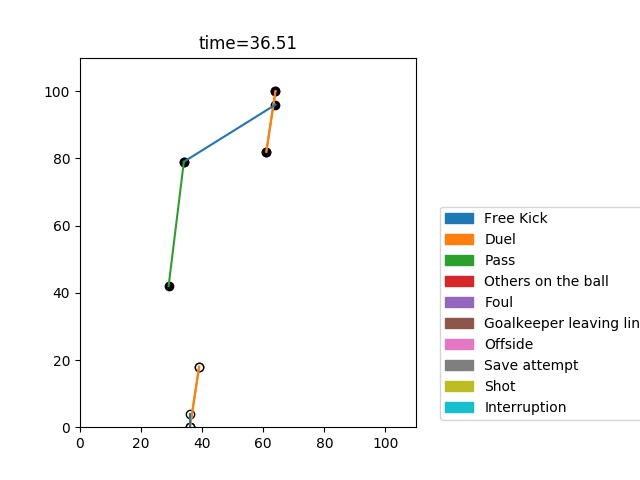 time=36.51
100
80
60
40
20
0
0 20 40 60 80 100
Free Kick
Duel
Pass
Others on the ball
Foul
Goalkeeper leaving lin
Offside
Save attempt
Shot
Interruption